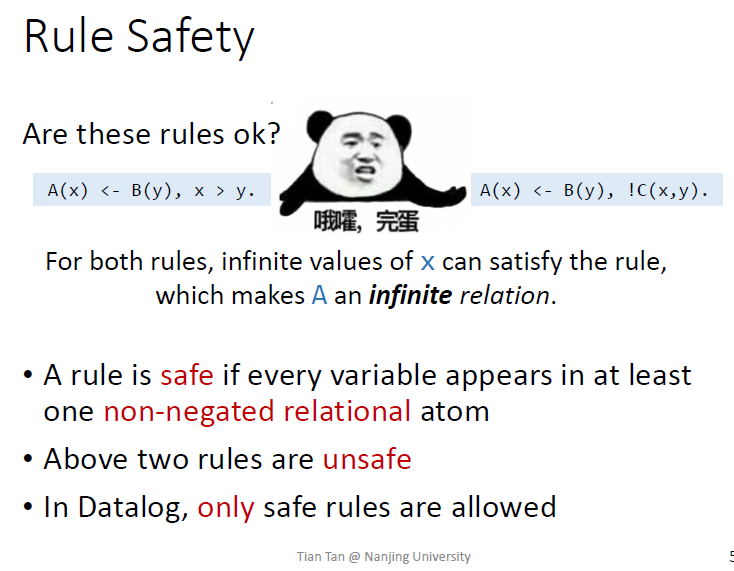 Rule Safety
Are these rules ok?
A(x) <- B(y), x > y.
A(x) <- B(y), !C(x,y).
哦嚯，完蛋
For both rules, infinite values of x can satisfy the rule,
which makes A an infinite relation.
• A rule is safe if every variable appears in at least
one non-negated relational atom
• Above two rules are unsafe
• In Datalog, only safe rules are allowed
Tian Tan @ Nanjing University